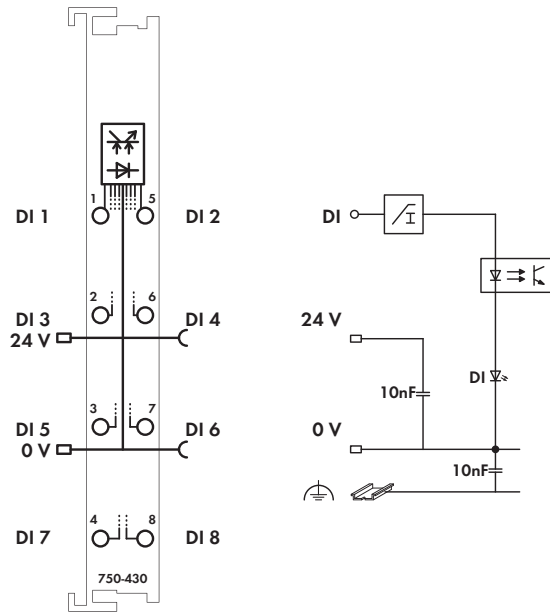 1 5
DI 1 DI 2
2 6
DI 3 DI 4
24 V
3 7
DI 5 DI 6
0 V
4 8
DI 7 DI 8
750-430
DI
24 V
DI
10nF
0 V
10nF